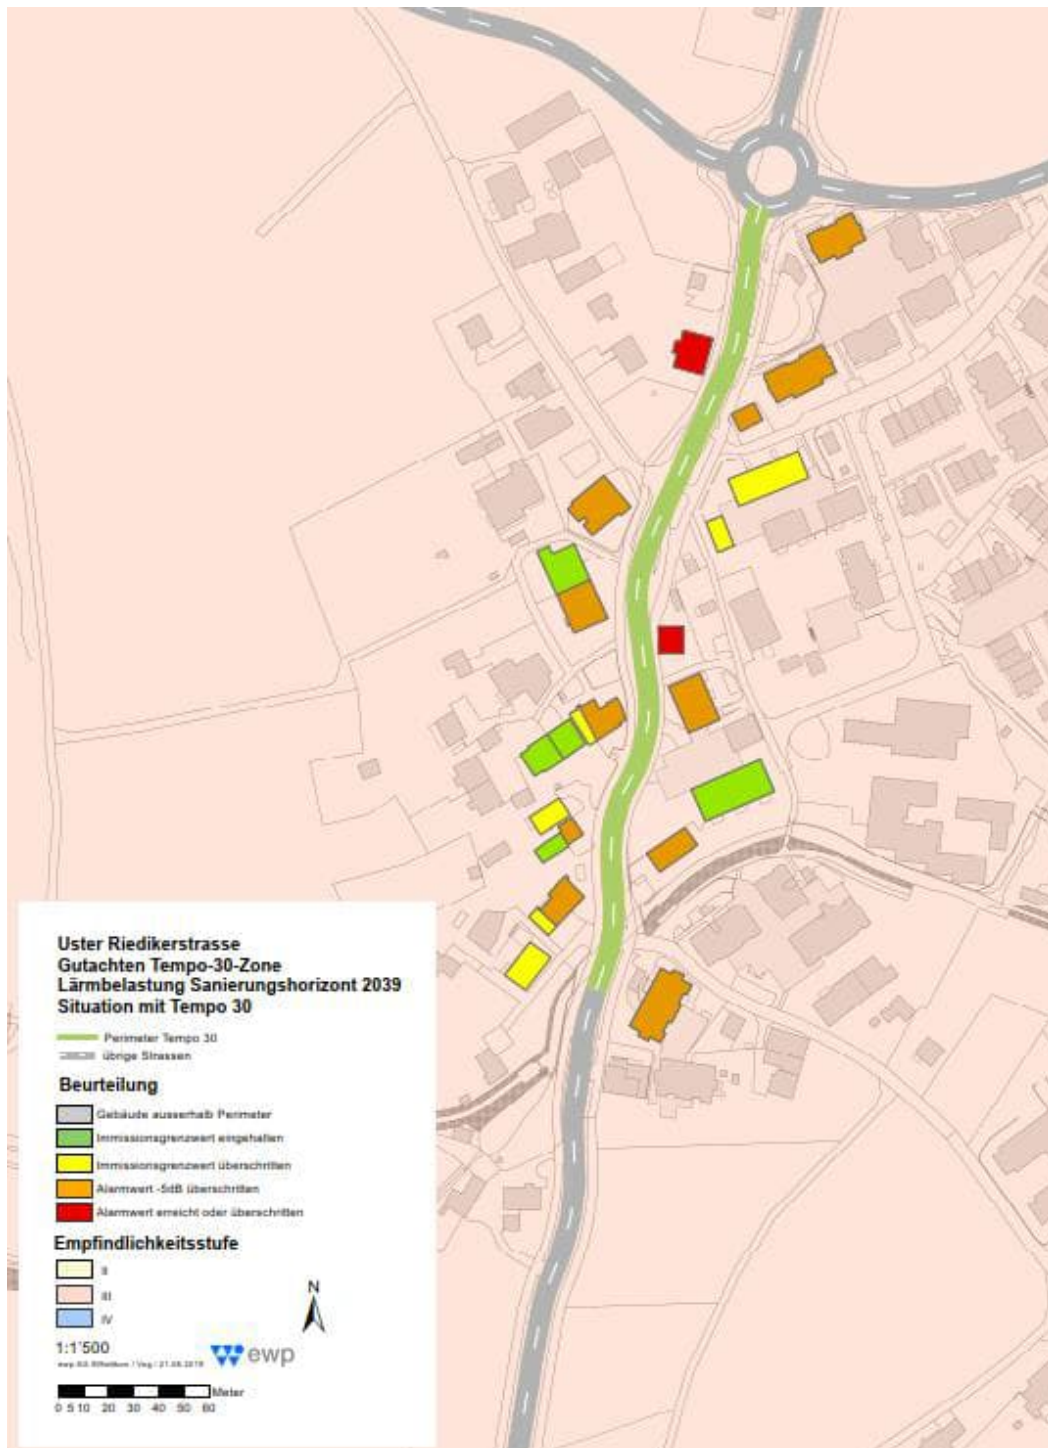 Uster Riedikerstrasse
Gutachten Tempo-30-Zone
Lärmbelastung Sanierungshorizont 2039
Situation mit Tempo 30
Perimeter Tempo 30
übrige Strassen
Beurteilung
Gebäude ausserhalb Perimeter
Immissionsgrenzwert eingehalten
Immissionsgrenzwert überschritten
Alarmwert -5dB überschritten
Alarmwert erreicht oder überschritten
Empfindlichkeitsstufe
II
III
IV
N
1:1'500
ewp
Meter
0 5 10 20 30 40 50 60